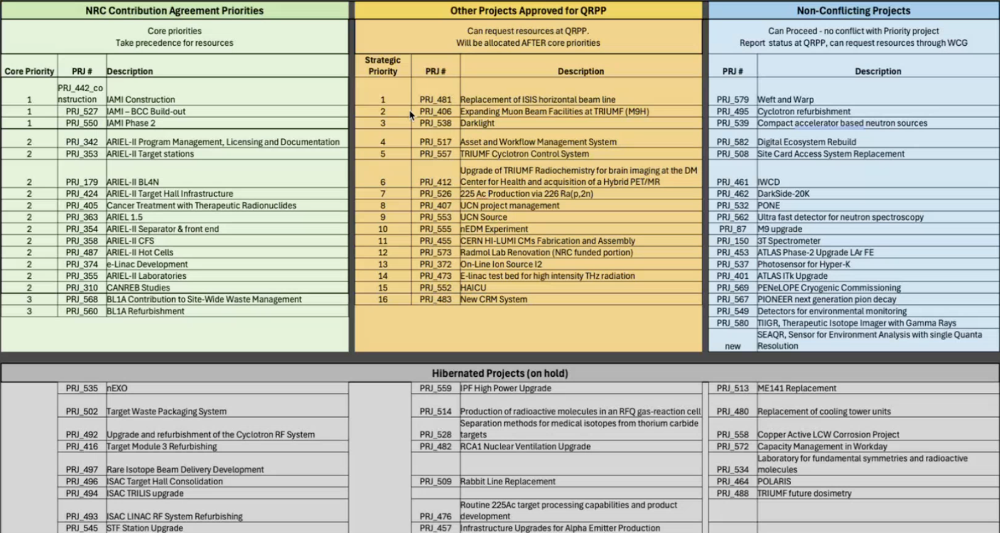 NRC Contribution Agreement Priorities
Core priorities
Take precedence for resources
Core Priority PRJ # Description
1 PRJ_442_construction IAMI Construction
1 PRJ_527 IAMI – BCC Build-out
1 PRJ_550 IAMI Phase 2
2 PRJ_342 ARIEL-II Program Management, Licensing and Documentation
2 PRJ_353 ARIEL-II Target stations
2 PRJ_179 ARIEL-II BL4N
2 PRJ_424 ARIEL-II Target Hall Infrastructure
2 PRJ_405 Cancer Treatment with Therapeutic Radionuclides
2 PRJ_363 ARIEL 1.5
2 PRJ_354 ARIEL-II Separator & front end
2 PRJ_358 ARIEL-II CFS
2 PRJ_487 ARIEL-II Hot Cells
2 PRJ_374 e-Linac Development
2 PRJ_355 ARIEL-II Laboratories
2 PRJ_310 CANREB Studies
3 PRJ_568 BL1A Contribution to Site-Wide Waste Management
3 PRJ_560 BL1A Refurbishment
Other Projects Approved for QRPP
Can request resources at QRPP.
Will be allocated AFTER core priorities
Strategic
Priority PRJ # Description
1 PRJ_481 Replacement of ISIS horizontal beam line
2 PRJ_406 Expanding Muon Beam Facilities at TRIUMF (M9H)
3 PRJ_538 Darklight
4 PRJ_517 Asset and Workflow Management System
5 PRJ_557 TRIUMF Cyclotron Control System
Upgrade of TRIUMF Radiochemistry for brain imaging at the DM
6 PRJ_412 Center for Health and acquisition of a Hybrid PET/MR
7 PRJ_526 225 Ac Production via 226 Ra(p,2n)
8 PRJ_407 UCN project management
9 PRJ_553 UCN Source
10 PRJ_555 nEDM Experiment
11 PRJ_455 CERN HI-LUMI CMs Fabrication and Assembly
12 PRJ_573 Radmol Lab Renovation (NRC funded portion)
13 PRJ_372 On-Line Ion Source I2
14 PRJ_473 E-linac test bed for high intensity THz radiation
15 PRJ_552 HAICU
16 PRJ_483 New CRM System
Non-Conflicting Projects
Can Proceed - no conflict with Priority project
Report status at QRPP, can request resources through WCG
PRJ # Description
PRJ_579 Weft and Warp
PRJ_495 Cyclotron refurbishment
PRJ_539 Compact accelerator based neutron sources
PRJ_582 Digital Ecosystem Rebuild
PRJ_508 Site Card Access System Replacement
PRJ_461 IWCD
PRJ_462 DarkSide-20K
PRJ_532 PONE
PRJ_562 Ultra fast detector for neutron spectroscopy
PRJ_87 M9 upgrade
PRJ_150 3T Spectrometer
PRJ_453 ATLAS Phase-2 Upgrade LAr FE
PRJ_537 Photosensor for Hyper-K
PRJ_401 ATLAS ITk Upgrade
PRJ_569 PENeLOPE Cryogenic Commissioning
PRJ_567 PIONEER next generation pion decay
PRJ_549 Detectors for environmental monitoring
PRJ_580 TIIGR, Therapeutic Isotope Imager with Gamma Rays
SEAQR, Sensor for Environment Analysis with single Quanta
new Resolution
Hibernated Projects (on hold)
PRJ_535 nEXO
PRJ_502 Target Waste Packaging System
PRJ_492 Upgrade and refurbishment of the Cyclotron RF System
PRJ_416 Target Module 3 Refurbishing
PRJ_497 Rare Isotope Beam Delivery Development
PRJ_496 ISAC Target Hall Consolidation
PRJ_494 ISAC TRILIS upgrade
PRJ_493 ISAC LINAC RF System Refurbishing
PRJ_545 STF Station Upgrade
PRJ_559 IPF High Power Upgrade
PRJ_514 Production of radioactive molecules in an RFQ gas-reaction cell
Separation methods for medical isotopes from thorium carbide
PRJ_528 targets
PRJ_482 RCA1 Nuclear Ventilation Upgrade
PRJ_509 Rabbit Line Replacement
Routine 225Ac target processing capabilities and product
PRJ_476 development
PRJ_457 Infrastructure Upgrades for Alpha Emitter Production
PRJ_513 ME141 Replacement
PRJ_480 Replacement of cooling tower units
PRJ_558 Copper Active LCW Corrosion Project
PRJ_572 Capacity Management in Workday
Laboratory for fundamental symmetries and radioactive
PRJ_534 molecules
PRJ_464 POLARIS
PRJ_488 TRIUMF future dosimetry